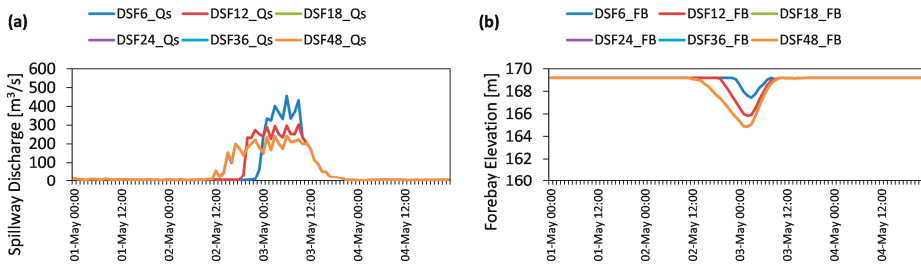 (a)
DSF6_Qs DSF12_Qs DSF18_Qs
DSF24_Qs DSF36_Qs DSF48_Qs
Spillway Discharge [m³/s]
600
500
400
300
200
100
0
01-May 00:00
01-May 12:00
02-May 00:00
02-May 12:00
03-May 00:00
03-May 12:00
04-May 00:00
04-May 12:00
(b)
DSF6_FB DSF12_FB DSF18_FB
DSF24_FB DSF36_FB DSF48_FB
Forebay Elevation [m]
170
168
166
164
162
160
01-May 00:00
01-May 12:00
02-May 00:00
02-May 12:00
03-May 00:00
03-May 12:00
04-May 00:00
04-May 12:00